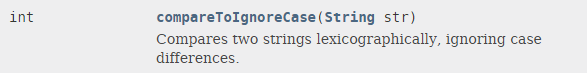 int compareToIgnoreCase(String str)
Compares two strings lexicographically, ignoring case
differences.